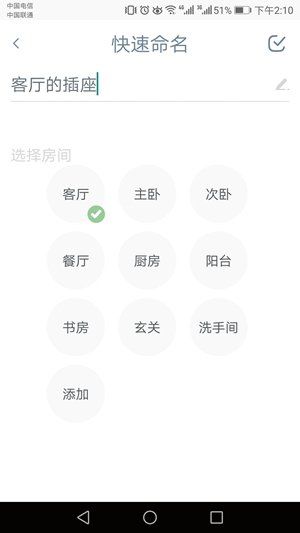 中国电信
中国联通
4G 3G 51% 下午2:10
快速命名
客厅的插座
选择房间
客厅 主卧 次卧
餐厅 厨房 阳台
书房 玄关 洗手间
添加